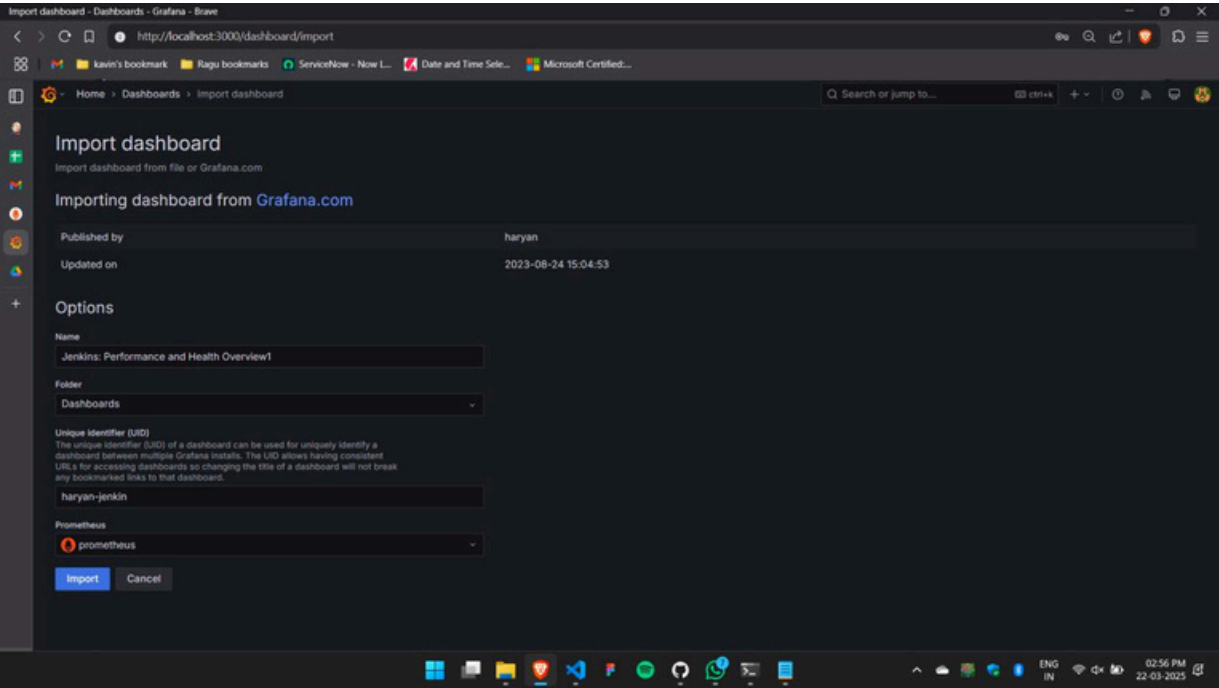 Import dashboard - Dashboards - Grafana - Brave
http://localhost:3000/dashboard/import
kavin's bookmark Ragu bookmarks ServiceNow - Now L... Date and Time Sele... Microsoft Certified:...
Home > Dashboards > Import dashboard Search or jump to... ctrl+k
Import dashboard
Import dashboard from file or Grafana.com
Importing dashboard from Grafana.com
Published by haryan
Updated on 2023-08-24 15:04:53
Options
Name
Jenkins: Performance and Health Overview1
Folder
Dashboards
Unique identifier (UID)
The unique identifier (UID) of a dashboard can be used for uniquely identify a
dashboard between multiple Grafana installs. The UID allows having consistent
URLs for accessing dashboards so changing the title of a dashboard will not break
any bookmarked links to that dashboard.
haryan-jenkin
Prometheus
prometheus
Import Cancel
ENG
IN
02:56 PM
22-03-2025